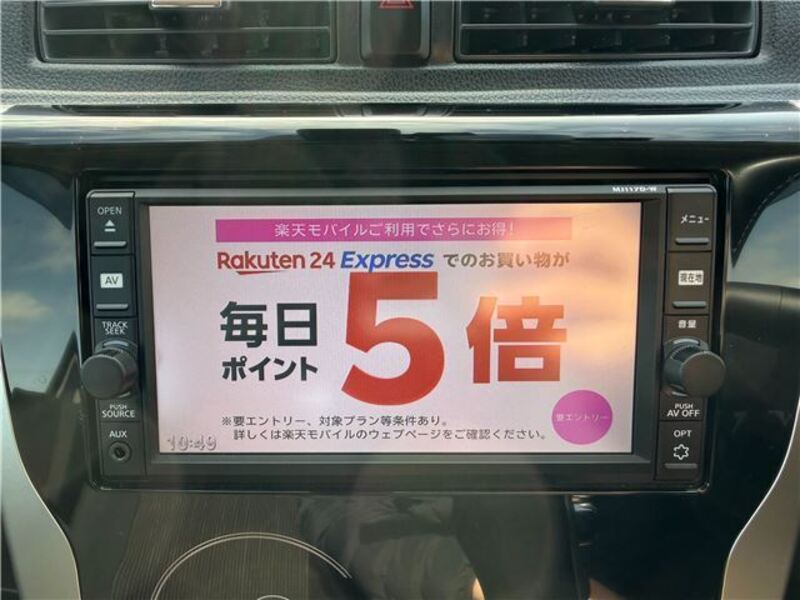 MJ117D-W
OPEN
AV
TRACK
SEEK
PUSH
SOURCE
AUX
楽天モバイルご利用でさらにお得!
Rakuten 24 Express でのお買い物が
毎日
ポイント
5倍
※要エントリー、対象プラン等条件あり。
詳しくは楽天モバイルのウェブページをご確認ください。
要エントリー
10:49
メニュー
現在地
音量
PUSH
AV OFF
OPT